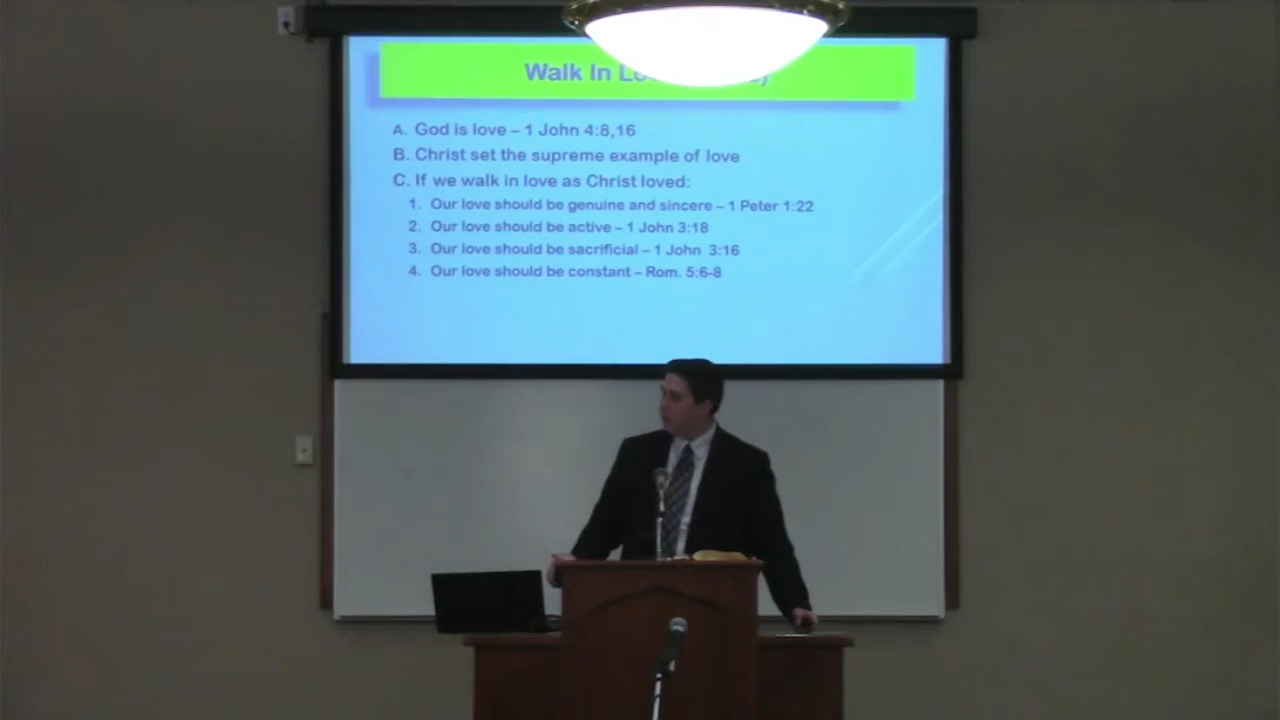 Walk In
A. God is love – 1 John 4:8,16
B. Christ set the supreme example of love
C. If we walk in love as Christ loved:
1. Our love should be genuine and sincere – 1 Peter 1:22
2. Our love should be active – 1 John 3:18
3. Our love should be sacrificial – 1 John 3:16
4. Our love should be constant – Rom. 5:6-8